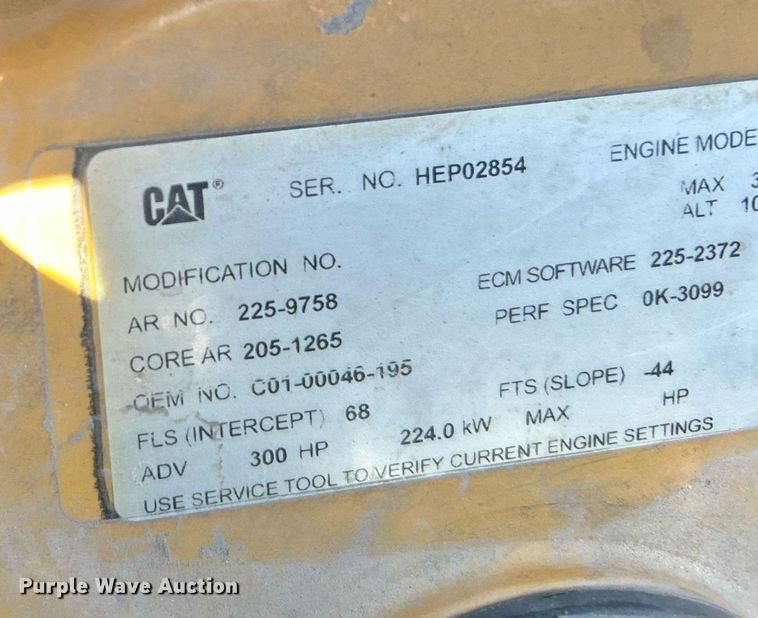 CAT® SER. NO. HEP02854 ENGINE MODE
MAX 3
ALT 10
MODIFICATION NO.
AR NO. 225-9758 ECM SOFTWARE 225-2372
CORE AR 205-1265 PERF SPEC 0K-3099
OEM NO. C01-00046-195
FLS (INTERCEPT) 68 FTS (SLOPE) -44
ADV 300 HP 224.0 kW MAX HP
USE SERVICE TOOL TO VERIFY CURRENT ENGINE SETTINGS
Purple Wave Auction